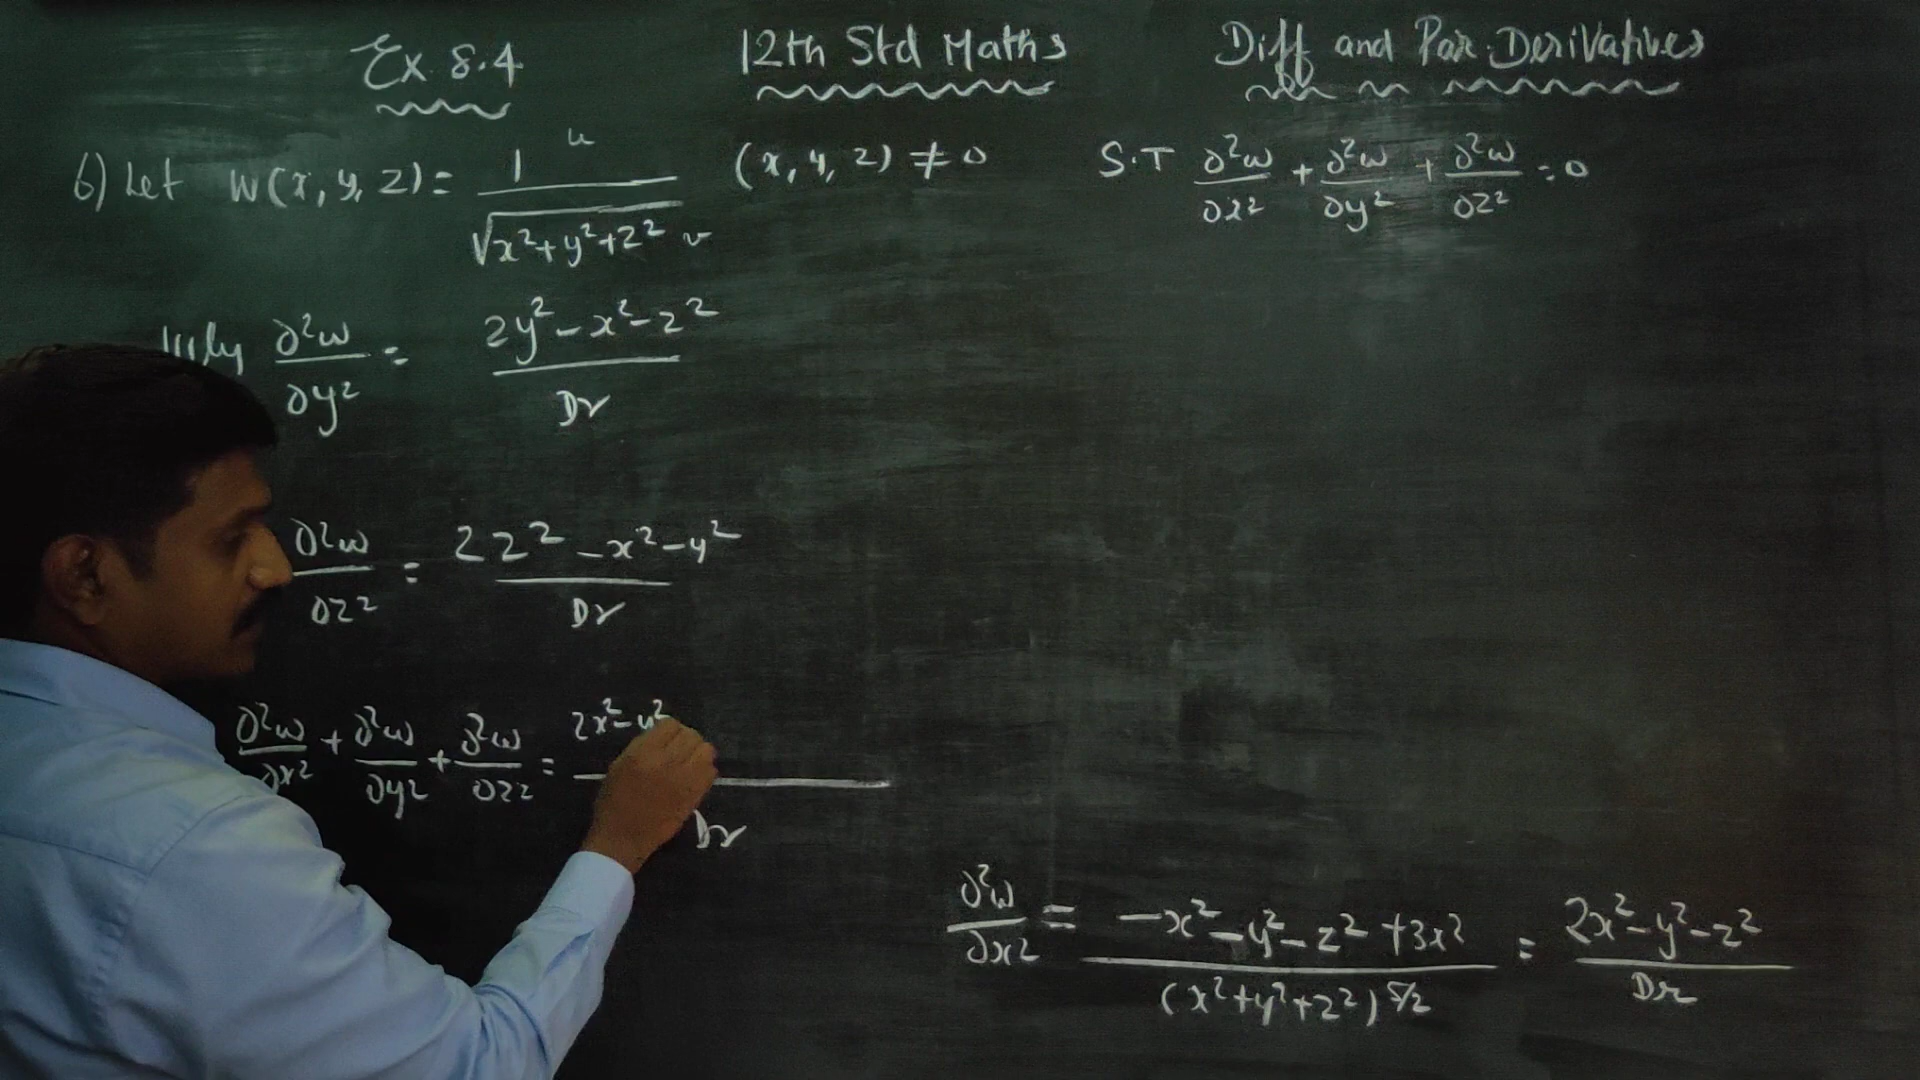 Ex. 8.4
12th Std Maths
Diff and Par. Derivatives
6) Let w(x, y, z) = 1 / √x²+y²+z² u v (x, y, z) ≠ 0 S.T ∂²w/∂x² + ∂²w/∂y² + ∂²w/∂z² = 0
lllly ∂²w/∂y² = 2y²-x²-z² / Dr
∂²w/∂z² = 2z²-x²-y² / Dr
∂²w/∂x² + ∂²w/∂y² + ∂²w/∂z² = 2x²-y² / Dr
∂²w/∂x² = -x²-y²-z²+3x² / (x²+y²+z²)^5/2 = 2x²-y²-z² / Dr